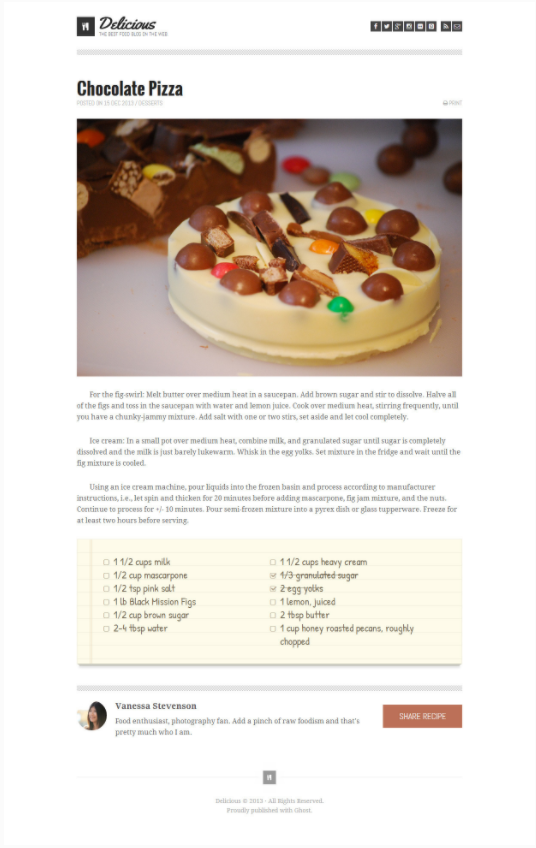 Delicious
THE BEST FOOD BLOG ON THE WEB
Chocolate Pizza
POSTED ON 16 DEC 2013 / DESSERTS
PRINT
For the fig-swirl: Melt butter over medium heat in a saucepan. Add brown sugar and stir to dissolve. Halve all
of the figs and toss in the saucepan with water and lemon juice. Cook over medium heat, stirring frequently, until
you have a chunky-jammy mixture. Add salt with one or two stirs, set aside and let cool completely.
Ice cream: In a small pot over medium heat, combine milk, and granulated sugar until sugar is completely
dissolved and the milk is just barely lukewarm. Whisk in the egg yolks. Set mixture in the fridge and wait until the
fig mixture is cooled.
Using an ice cream machine, pour liquids into the frozen basin and process according to manufacturer
instructions, i.e., let spin and thicken for 20 minutes before adding mascarpone, fig jam mixture, and the nuts.
Continue to process for +/- 10 minutes. Pour semi-frozen mixture into a pyrex dish or glass tupperware. Freeze for
at least two hours before serving.
1 1/2 cups milk
1/2 cup mascarpone
1/2 tsp pink salt
1 lb Black Mission Figs
1/2 cup brown sugar
2-4 tbsp water
1 1/2 cups heavy cream
1/3 granulated sugar
2 egg yolks
1 lemon, juiced
2 tbsp butter
1 cup honey roasted pecans, roughly
chopped
Vanessa Stevenson
Food enthusiast, photography fan. Add a pinch of raw foodism and that's
pretty much who I am.
SHARE RECIPE
Delicious © 2013 - All Rights Reserved.
Proudly published with Ghost.